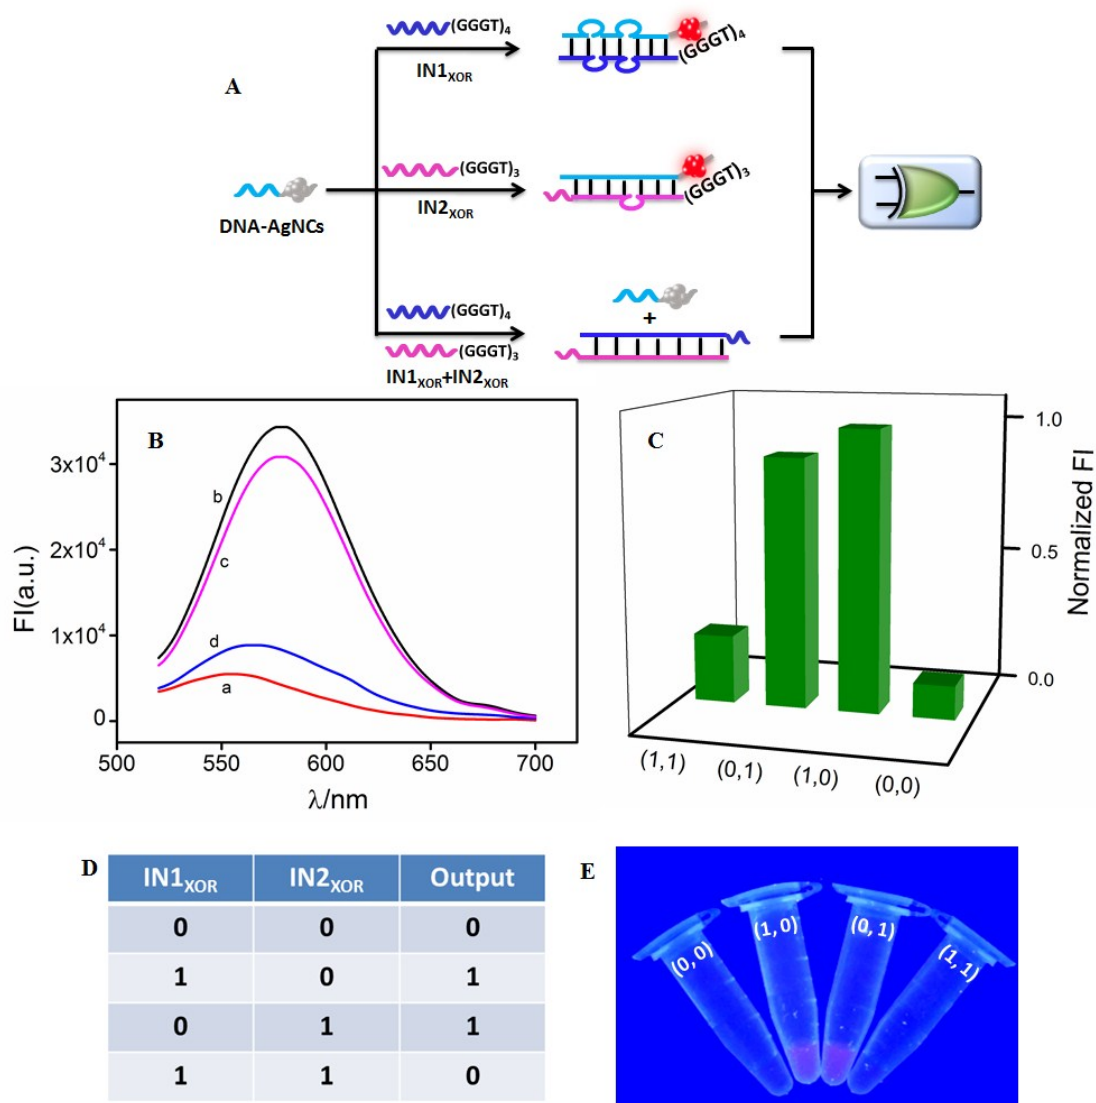 A
(GGGT)4
IN1XOR
(GGGT)4
(GGGT)3
IN2XOR
(GGGT)3
DNA-AgNCs
(GGGT)4
(GGGT)3
IN1XOR+IN2XOR
+
B
3x10^4
2x10^4
1x10^4
0
FI(a.u.)
b
c
d
a
500 550 600 650 700
λ/nm
C
1.0
0.5
0.0
Normalized FI
(1,1) (0,1) (1,0) (0,0)
D
IN1XOR IN2XOR Output
0 0 0
1 0 1
0 1 1
1 1 0
E
(0, 0) (1, 0) (0, 1) (1, 1)